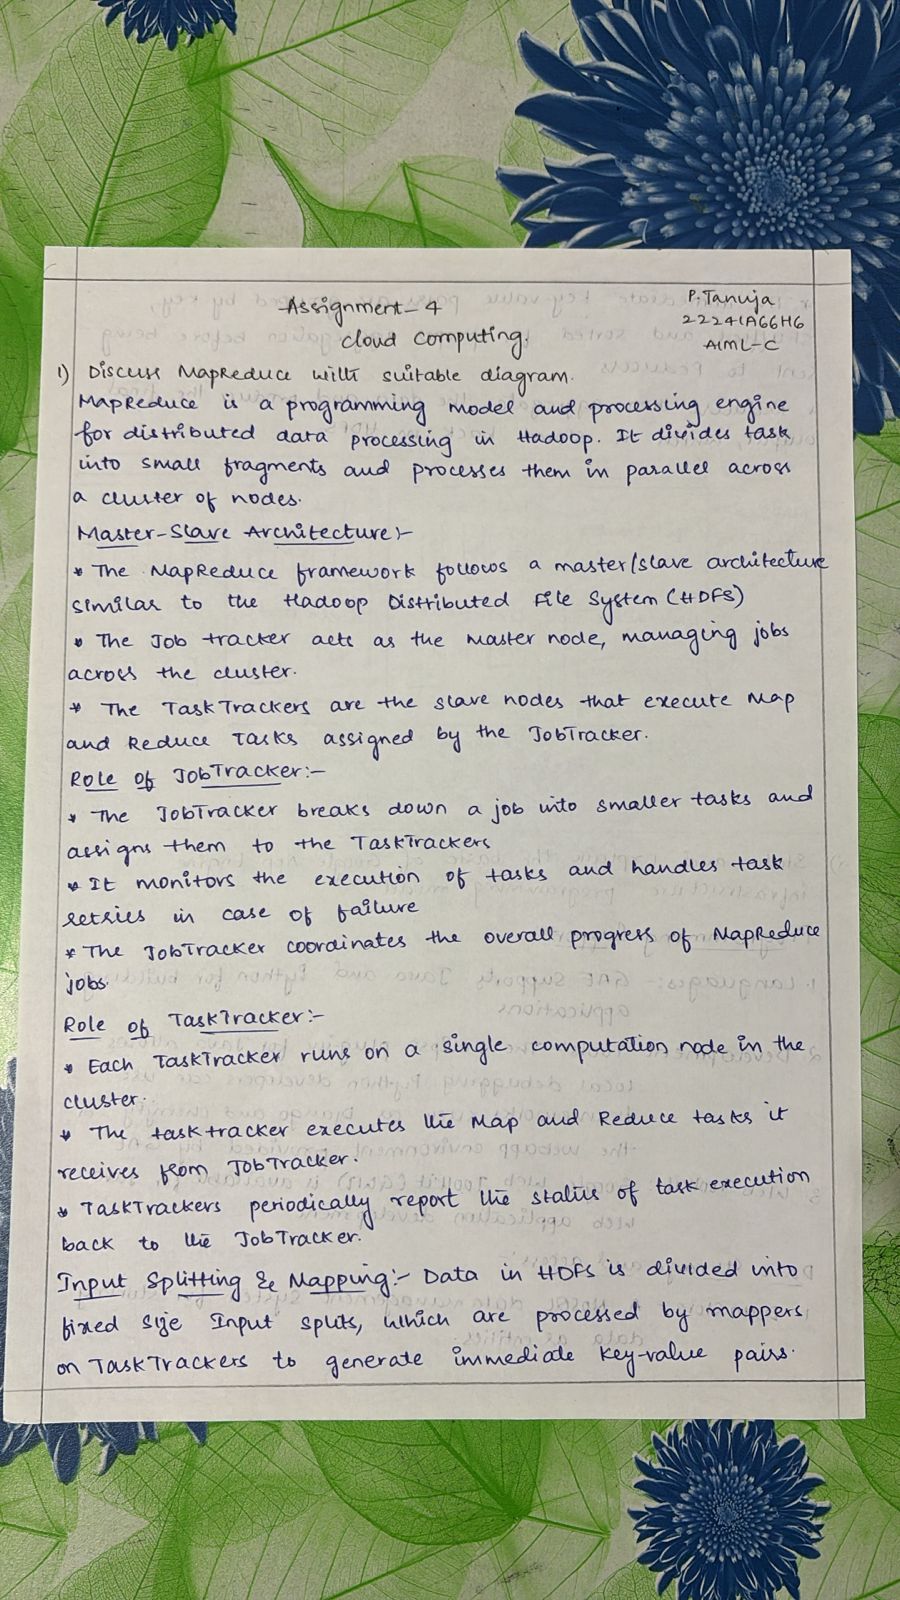 Assignment-4
P. Tanuja
22241A66H6
Cloud Computing.
AIML-C
1) Discuss MapReduce with suitable diagram.
MapReduce is a programming model and processing engine
for distributed data processing in Hadoop. It divides task
into small fragments and processes them in parallel across
a cluster of nodes.
Master-Slave Architecture:-
* The MapReduce framework follows a master/slave architecture
similar to the Hadoop Distributed File System (HDFS)
* The Job tracker acts as the master node, managing jobs
across the cluster.
* The TaskTrackers are the slave nodes that execute Map
and Reduce Tasks assigned by the JobTracker.
Role of JobTracker:-
* The JobTracker breaks down a job into smaller tasks and
assigns them to the TaskTrackers
* It monitors the execution of tasks and handles task
retries in case of failure
* The JobTracker coordinates the overall progress of MapReduce
jobs.
Role of TaskTracker:-
* Each TaskTracker runs on a single computation node in the
cluster.
* The task tracker executes the Map and Reduce tasks it
receives from JobTracker.
* TaskTrackers periodically report the status of task execution
back to the JobTracker.
Input Splitting & Mapping:- Data in HDFS is divided into
fixed size Input splits, which are processed by mappers
on TaskTrackers to generate immediate key-value pairs.